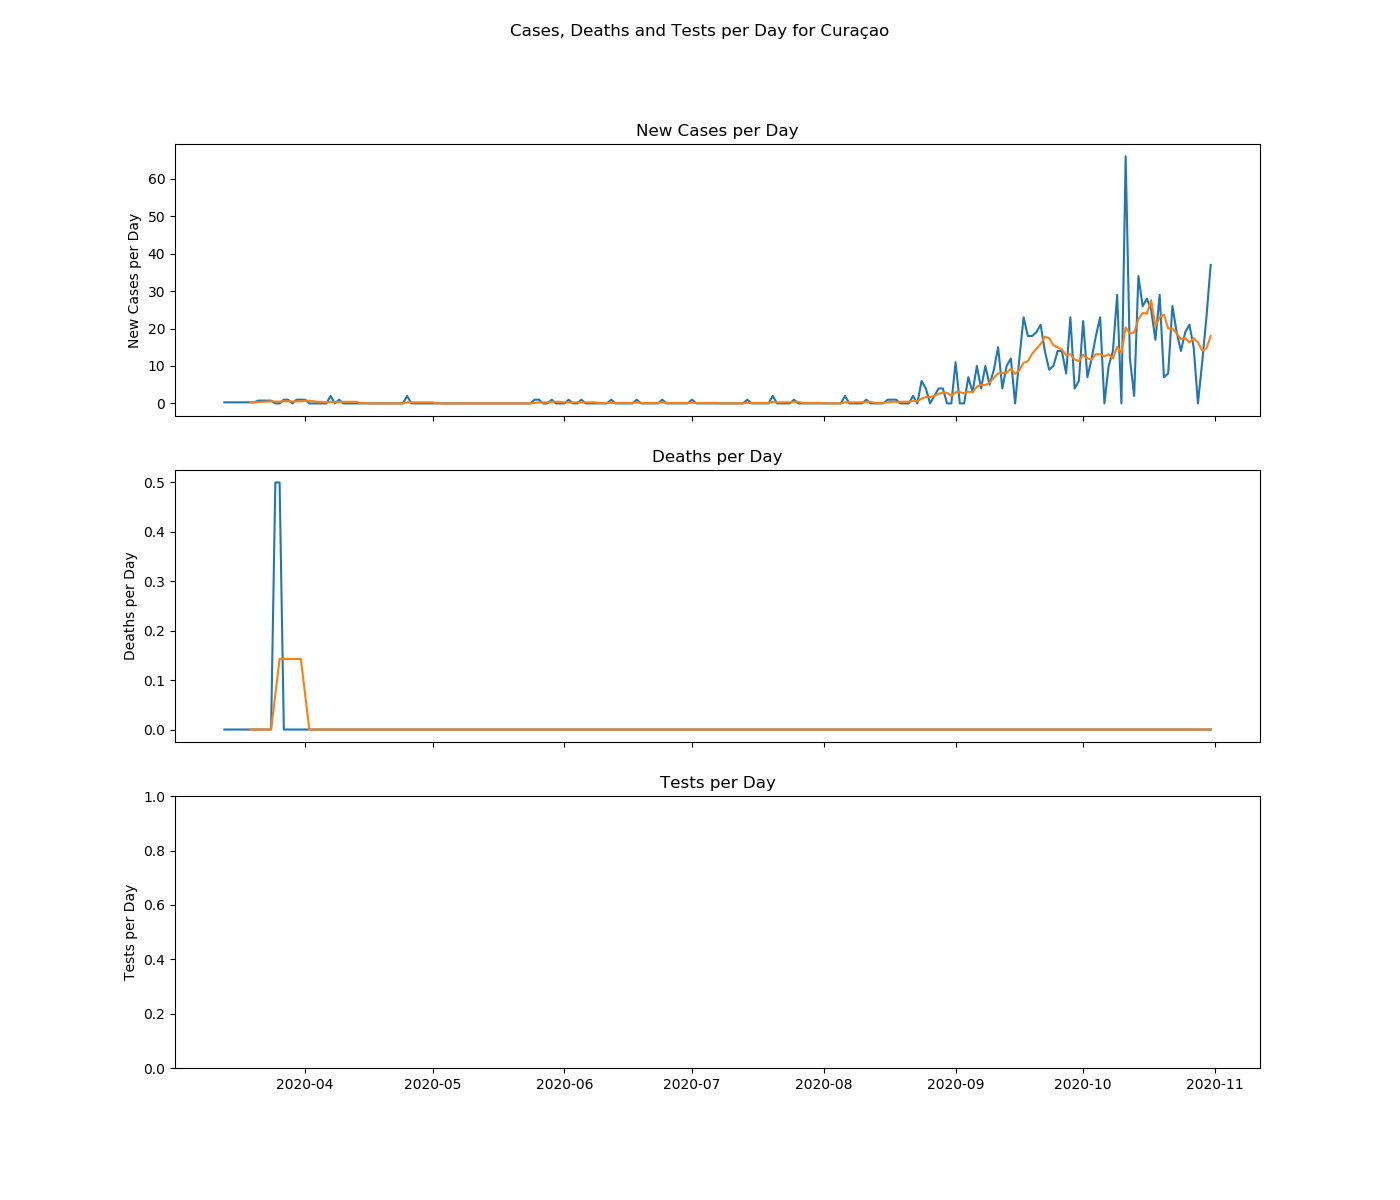 Cases, Deaths and Tests per Day for Curaçao
New Cases per Day
New Cases per Day
60
50
40
30
20
10
0
Deaths per Day
Deaths per Day
0.5
0.4
0.3
0.2
0.1
0.0
Tests per Day
Tests per Day
1.0
0.8
0.6
0.4
0.2
0.0
2020-04 2020-05 2020-06 2020-07 2020-08 2020-09 2020-10 2020-11